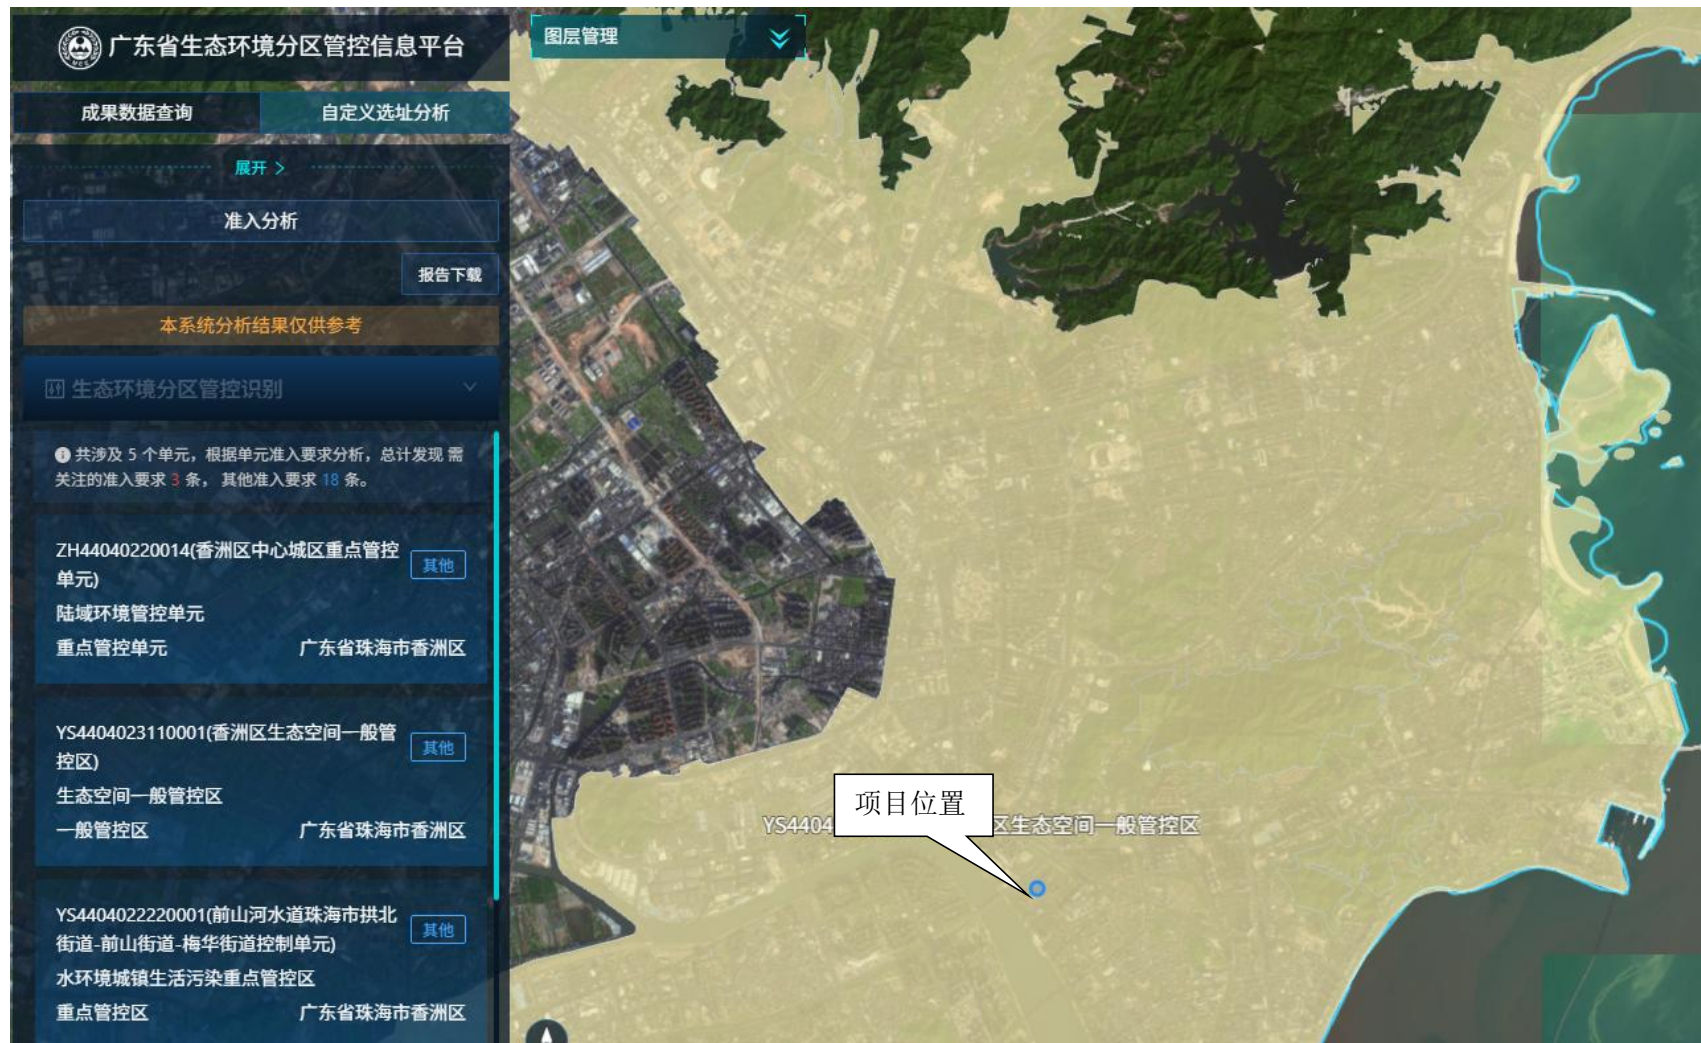 广东省生态环境分区管控信息平台
成果数据查询
自定义选址分析
展开 >
准入分析
报告下载
本系统分析结果仅供参考
生态环境分区管控识别
共涉及 5 个单元，根据单元准入要求分析，总计发现 需
关注的准入要求 3 条， 其他准入要求 18 条。
ZH44040220014(香洲区中心城区重点管控
单元)
其他
陆域环境管控单元
重点管控单元
广东省珠海市香洲区
YS4404023110001(香洲区生态空间一般管
控区)
其他
生态空间一般管控区
一般管控区
广东省珠海市香洲区
YS4404022220001(前山河水道珠海市拱北
街道-前山街道-梅华街道控制单元)
其他
水环境城镇生活污染重点管控区
重点管控区
广东省珠海市香洲区
图层管理
项目位置
YS4404
区生态空间一般管控区